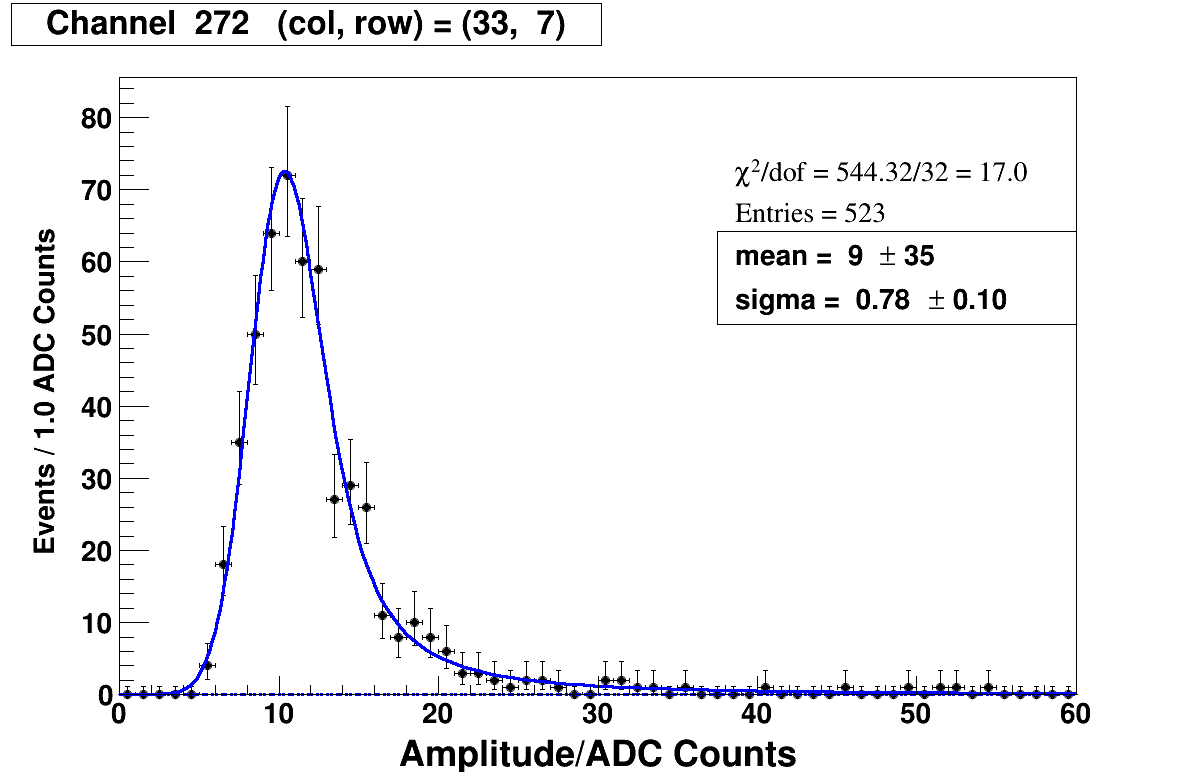 Channel 272 (col, row) = (33, 7)
χ²/dof = 544.32/32 = 17.0
Entries = 523
mean = 9 ± 35
sigma = 0.78 ± 0.10
Events / 1.0 ADC Counts
80
70
60
50
40
30
20
10
0
0 10 20 30 40 50 60
Amplitude/ADC Counts